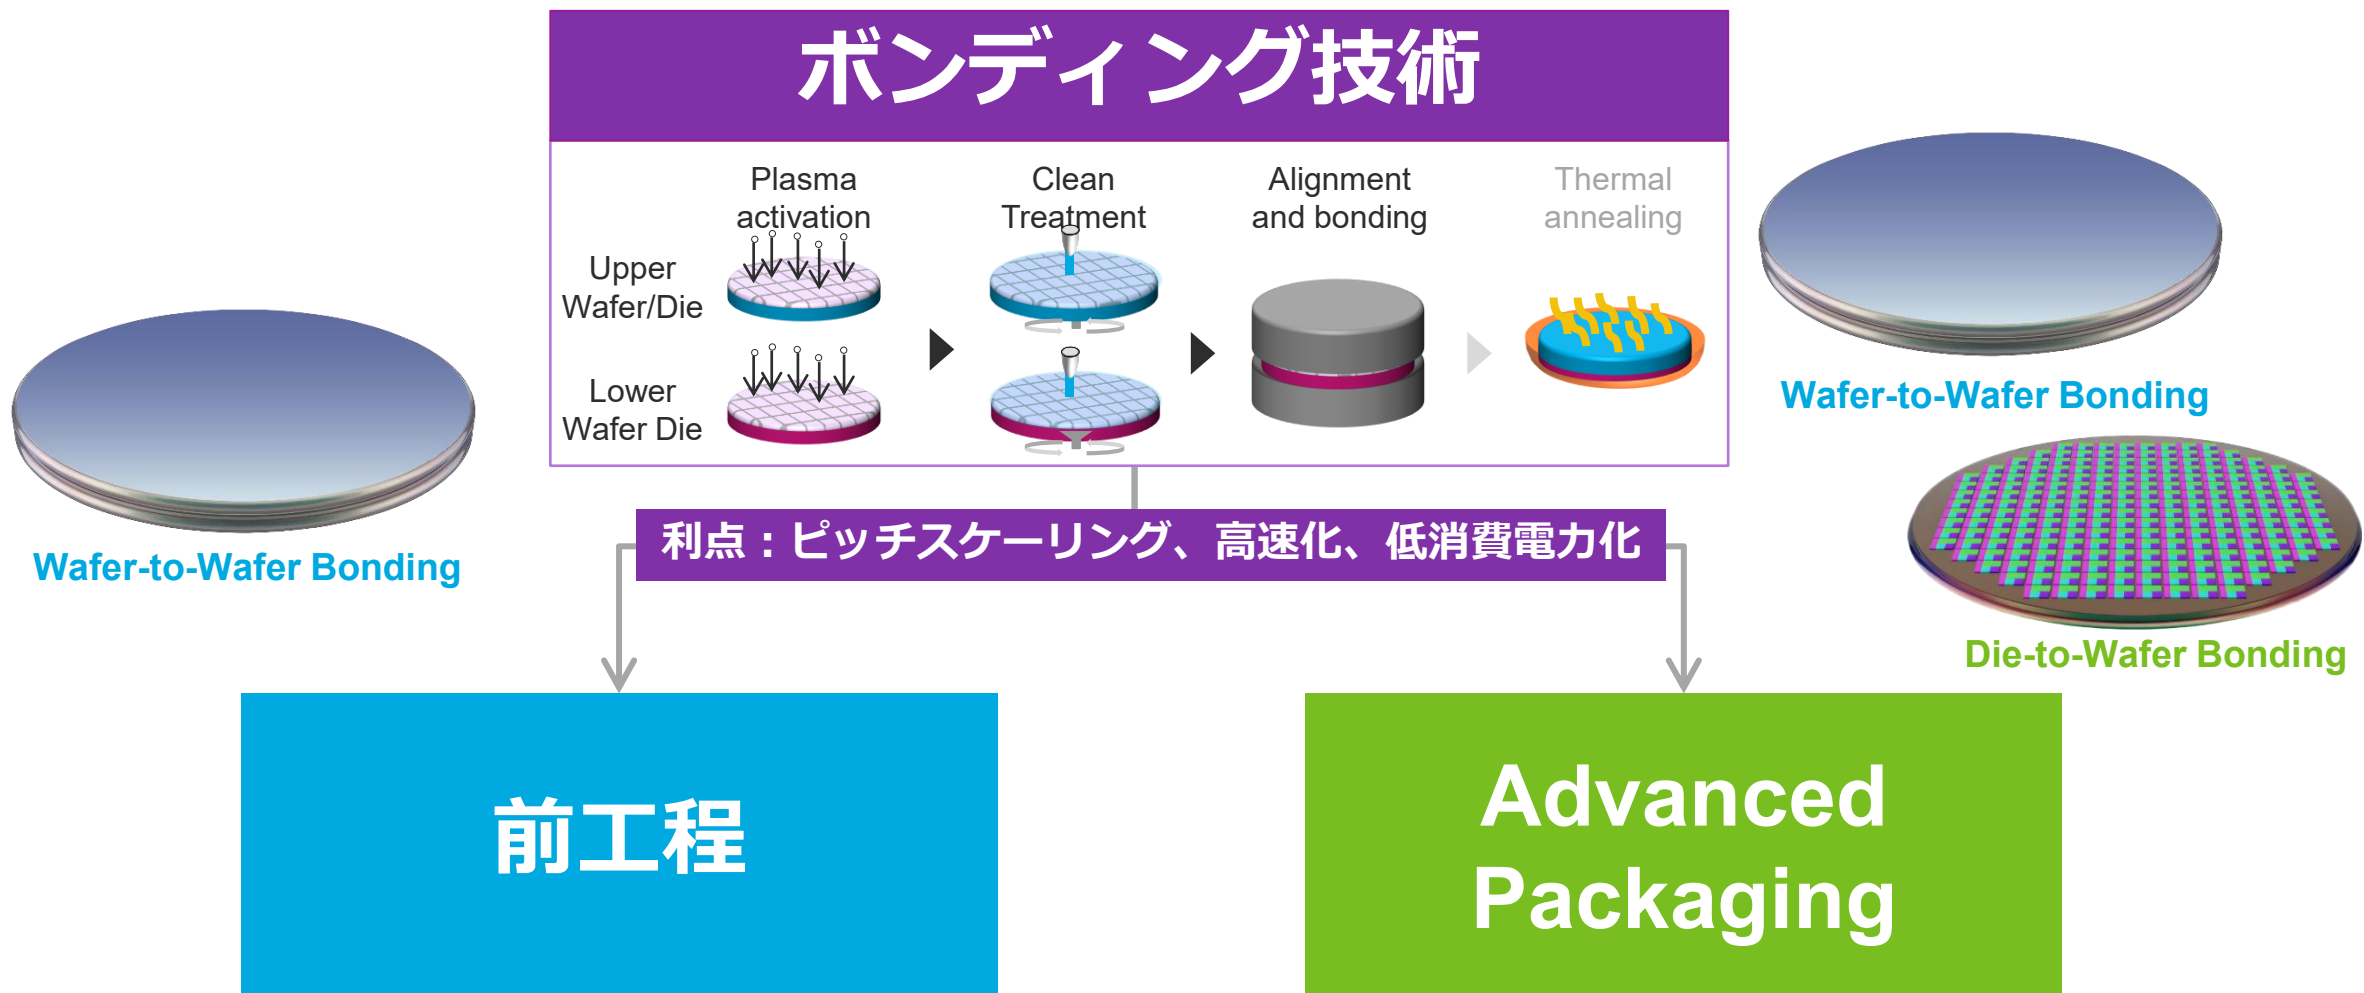 ボンディング技術
Plasma
activation
Clean
Treatment
Alignment
and bonding
Thermal
annealing
Upper
Wafer/Die
Lower
Wafer Die
Wafer-to-Wafer Bonding
Wafer-to-Wafer Bonding
Die-to-Wafer Bonding
利点：ピッチスケーリング、高速化、低消費電力化
前工程
Advanced
Packaging